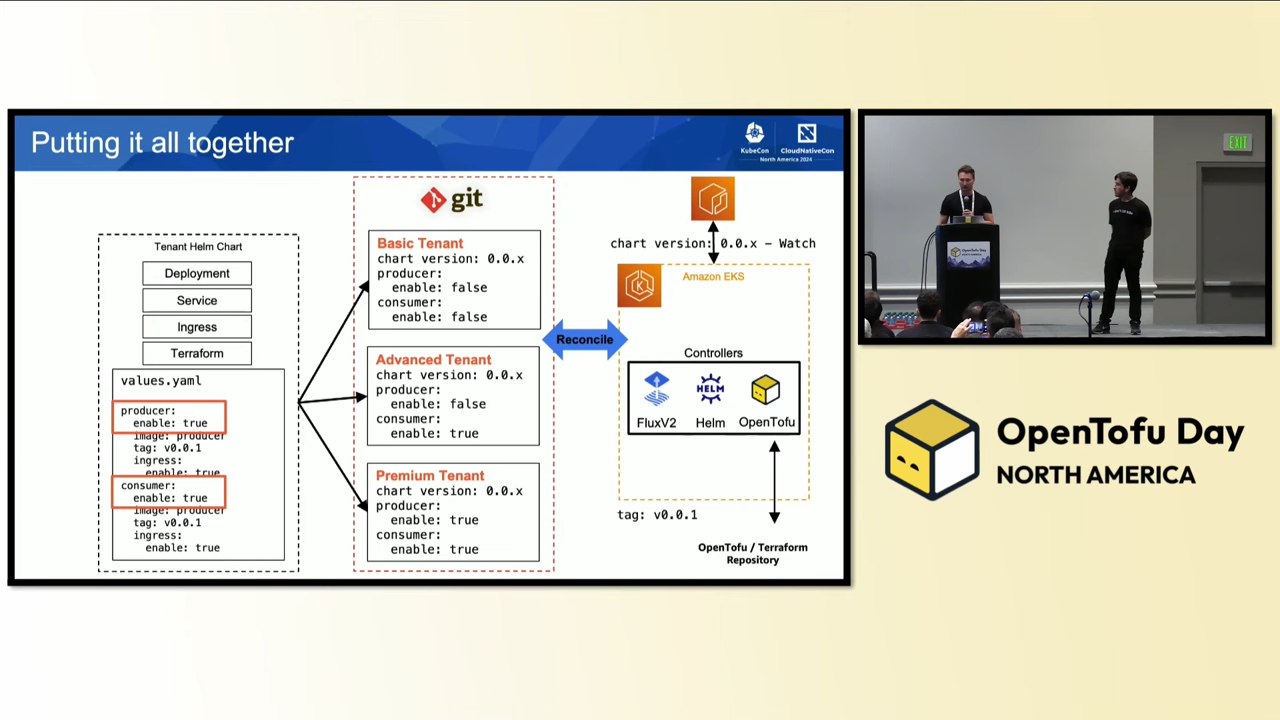 Putting it all together
KubeCon
CloudNativeCon
North America 2024
Tenant Helm Chart
Deployment
Service
Ingress
Terraform
values.yaml
producer:
enable: true
image: producer
tag: v0.0.1
ingress:
enable: true
consumer:
enable: true
image: producer
tag: v0.0.1
ingress:
enable: true
git
Basic Tenant
chart version: 0.0.x
producer:
enable: false
consumer:
enable: false
Advanced Tenant
chart version: 0.0.x
producer:
enable: false
consumer:
enable: true
Premium Tenant
chart version: 0.0.x
producer:
enable: true
consumer:
enable: true
Reconcile
chart version: 0.0.x – Watch
Amazon EKS
K
Controllers
HELM
FluxV2
Helm
OpenTofu
tag: v0.0.1
OpenTofu / Terraform
Repository
EXIT
OpenTofu Day
NORTH AMERICA
OpenTofu Day
NORTH AMERICA